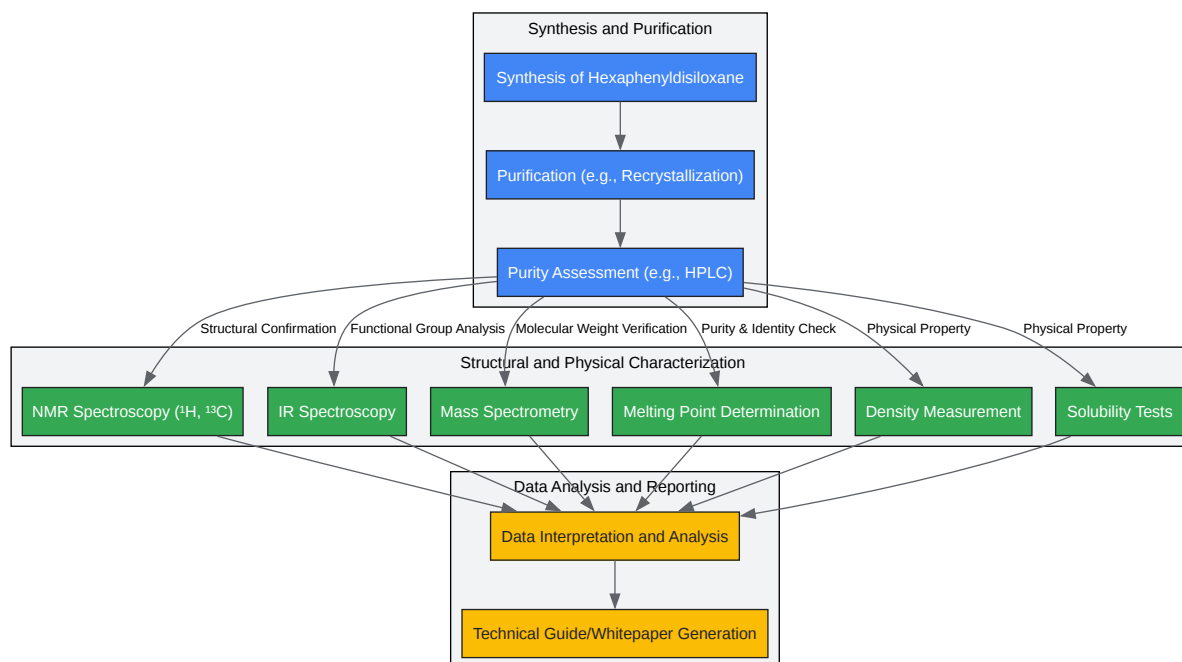 Synthesis and Purification
Synthesis of Hexaphenyldisiloxane
Purification (e.g., Recrystallization)
Purity Assessment (e.g., HPLC)
Structural Confirmation
Functional Group Analysis
Molecular Weight Verification
Purity & Identity Check
Physical Property
Physical Property
Structural and Physical Characterization
NMR Spectroscopy (¹H, ¹³C)
IR Spectroscopy
Mass Spectrometry
Melting Point Determination
Density Measurement
Solubility Tests
Data Analysis and Reporting
Data Interpretation and Analysis
Technical Guide/Whitepaper Generation